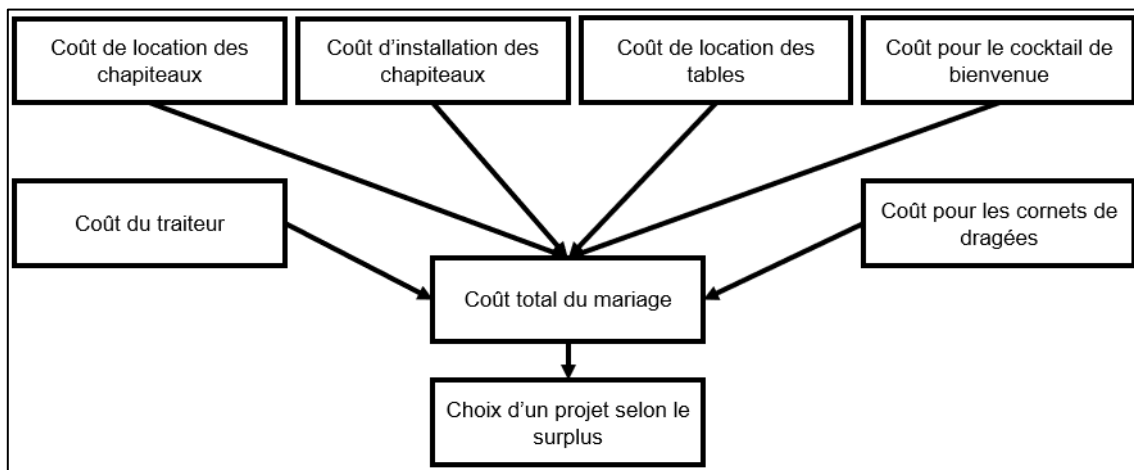 Coût de location des
chapiteaux
Coût d’installation des
chapiteaux
Coût de location des
tables
Coût pour le cocktail de
bienvenue
Coût du traiteur
Coût pour les cornets de
dragées
Coût total du mariage
Choix d’un projet selon le
surplus